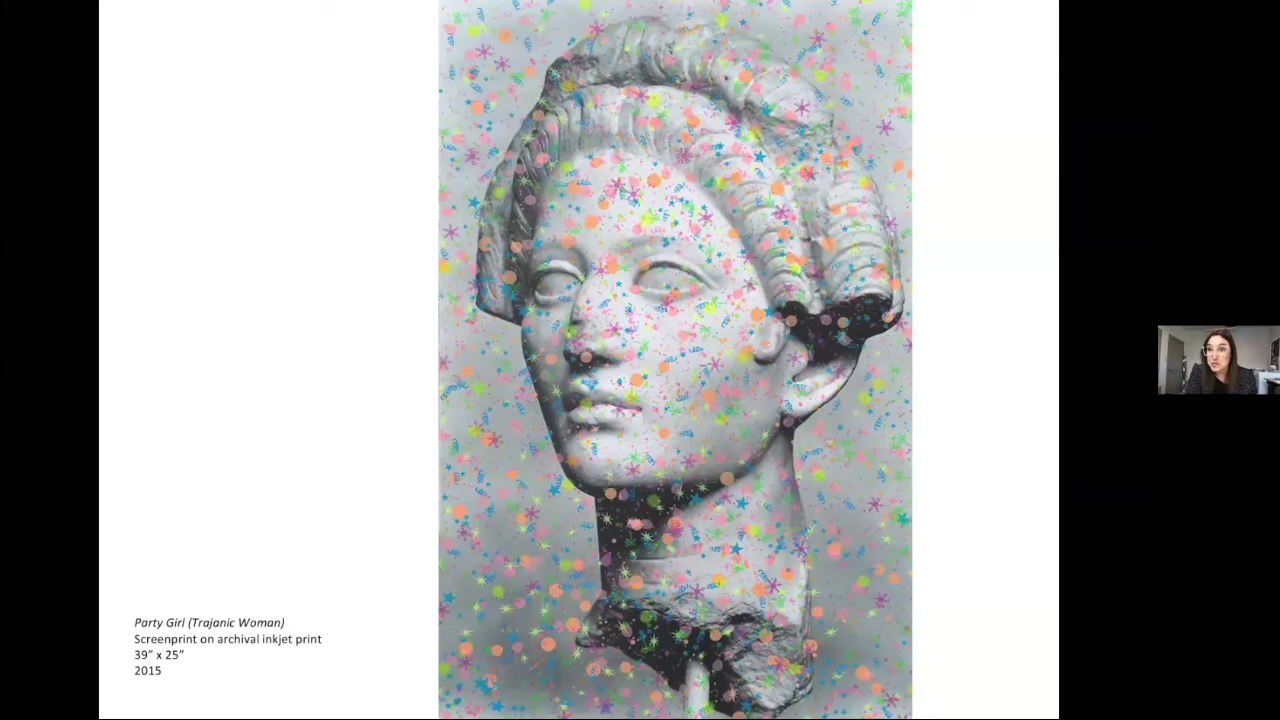 Party Girl (Trajanic Woman)
Screenprint on archival inkjet print
39” x 25”
2015